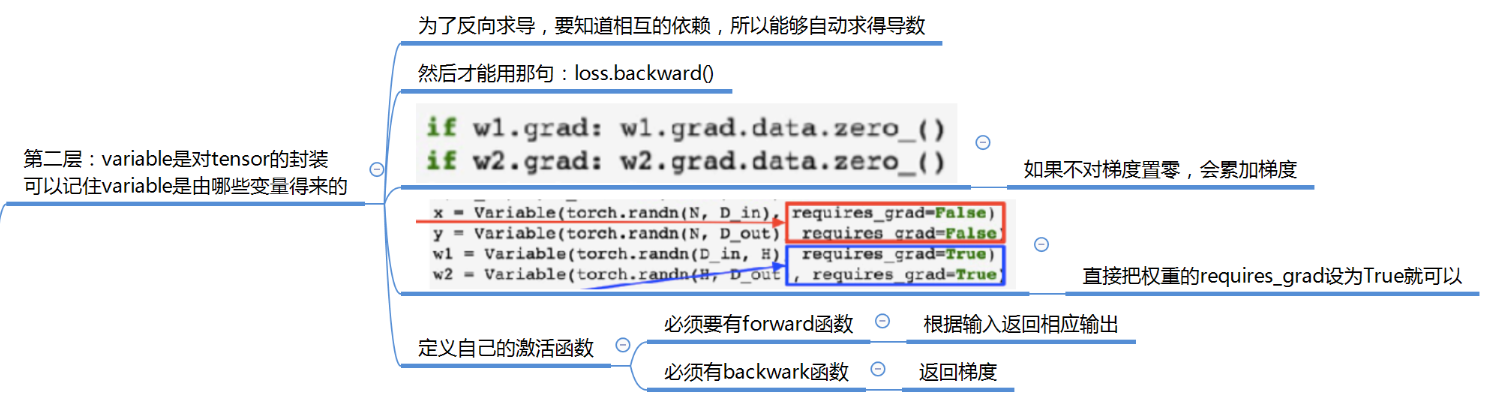 为了反向求导，要知道相互的依赖，所以能够自动求得导数
然后才能用那句：loss.backward()
第二层：variable是对tensor的封装
可以记住variable是由哪些变量得来的
if w1.grad: w1.grad.data.zero_()
if w2.grad: w2.grad.data.zero_()
如果不对梯度置零，会累加梯度
x = Variable(torch.randn(N, D_in), requires_grad=False)
y = Variable(torch.randn(N, D_out) requires_grad=False)
w1 = Variable(torch.randn(D_in, H) requires_grad=True)
w2 = Variable(torch.randn(H, D_out , requires_grad=True)
直接把权重的requires_grad设为True就可以
定义自己的激活函数
必须要有forward函数
根据输入返回相应输出
必须有backwark函数
返回梯度